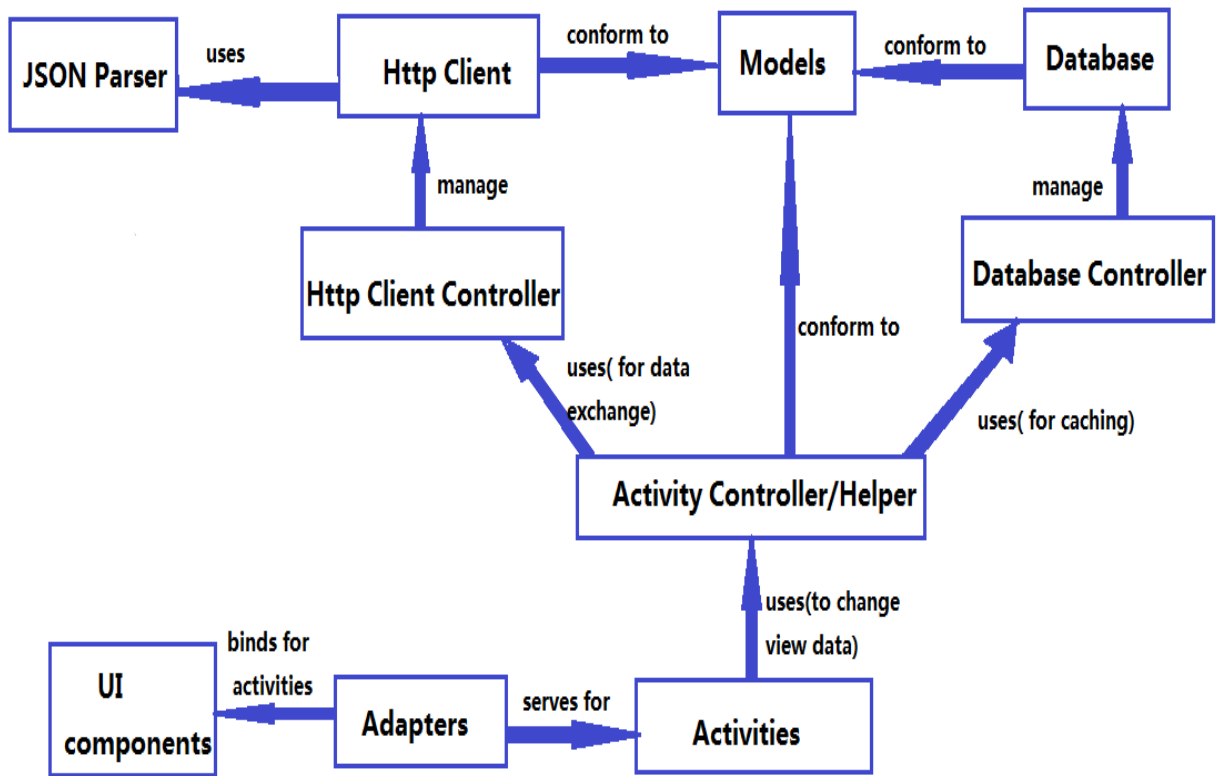 JSON Parser
uses
Http Client
conform to
Models
conform to
Database
manage
manage
Http Client Controller
Database Controller
conform to
uses( for data
exchange)
uses( for caching)
Activity Controller/Helper
uses(to change
view data)
binds for
activities
UI
components
Adapters
serves for
Activities